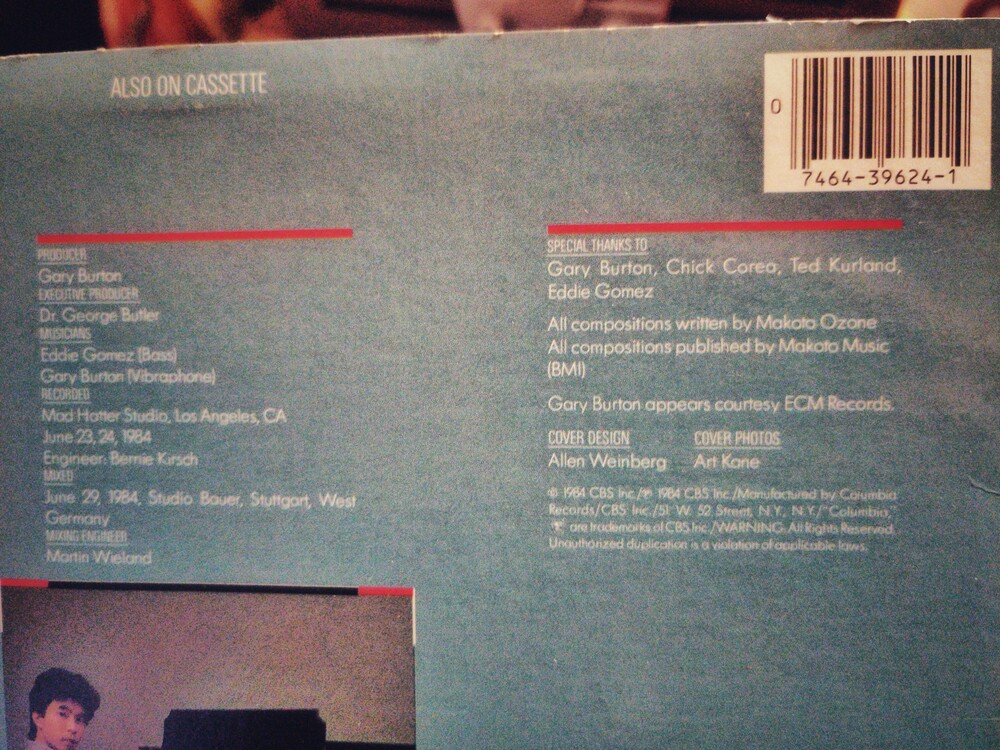 ALSO ON CASSETTE
0
7464-39624-1
PRODUCER
Gary Burton
EXECUTIVE PRODUCER
Dr. George Butler
MUSICIANS
Eddie Gomez (Bass)
Gary Burton (Vibraphone)
RECORDED
Mad Hatter Studio, Los Angeles, CA
June 23, 24, 1984
Engineer: Bernie Kirsch
MIXED
June 29, 1984, Studio Bauer, Stuttgart, West
Germany
MIXING ENGINEER
Martin Wieland
SPECIAL THANKS TO
Gary Burton, Chick Corea, Ted Kurland,
Eddie Gomez
All compositions written by Makoto Ozone
All compositions published by Makoto Music
(BMI)
Gary Burton appears courtesy ECM Records.
COVER DESIGN
Allen Weinberg
COVER PHOTOS
Art Kane
© 1984 CBS Inc./℗ 1984 CBS Inc./Manufactured by Columbia
Records/CBS Inc./51 W. 52 Street, N.Y., N.Y./"Columbia,"
are trademarks of CBS Inc./WARNING: All Rights Reserved.
Unauthorized duplication is a violation of applicable laws.